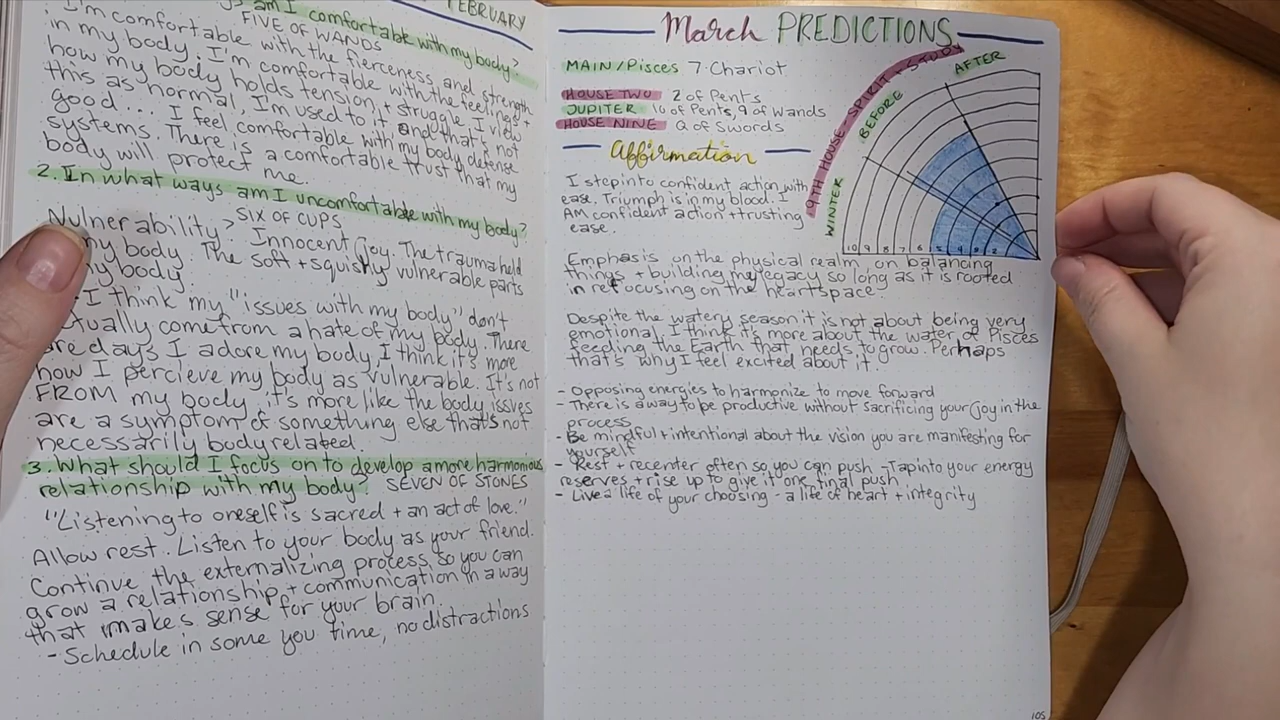 FEBRUARY
am I comfortable with my body?
FIVE OF WANDS
I'm comfortable with the fierceness and strength
in my body. I'm comfortable with the feelings
how my body holds tension, + struggle I view
this as normal, I'm used to it and that's not
good... I feel comfortable with my body defense
systems. There is a comfortable trust that my
body will protect me.
2. In what ways am I uncomfortable with my body?
Vulnerability > SIX OF CUPS
my body. Innocent Joy. The trauma held
my body. The soft + squishy vulnerable parts
my body
I think my "issues with my body" don't
actually come from a hate of my body. There
are days I adore my body, I think it's more
how I percieve my body as vulnerable. It's not
FROM my body, it's more like the body issues
are a symptom of something else that's not
necessarily body related.
3. What should I focus on to develop a more harmonious
relationship with my body? SEVEN OF STONES
"Listening to oneself is sacred + an act of love."
Allow rest. Listen to your body as your friend.
Continue the externalizing process so you can
grow a relationship + communication in a way
that makes sense for your brain
- Schedule in some you time, no distractions
March PREDICTIONS
MAIN/Pisces 7. Chariot
HOUSE TWO 2 of Pents
JUPITER 10 of Pents, 9 of Wands
HOUSE NINE Q of Swords
Affirmation
I step into confident action with
ease. Triumph is in my blood. I
AM confident action + trusting
ease.
9TH HOUSE SPIRIT + STUDY
WINTER
BEFORE
AFTER
10 9 8 7 6 5 4 3 2
Emphasis on the physical realm, on balancing
things + building my legacy so long as it is rooted
in refocusing on the heartspace.
Despite the watery season it is not about being very
emotional. I think it's more about the water of Pisces
feeding the Earth that needs to grow. Perhaps
that's why I feel excited about it.
- Opposing energies to harmonize to move forward
- There is a way to be productive without sacrificing your joy in the
process
- Be mindful + intentional about the vision you are manifesting for
yourself
- Rest + recenter often so you can push - Tap into your energy
reserves + rise up to give it one final push
- Live a life of your choosing - a life of heart + integrity
105